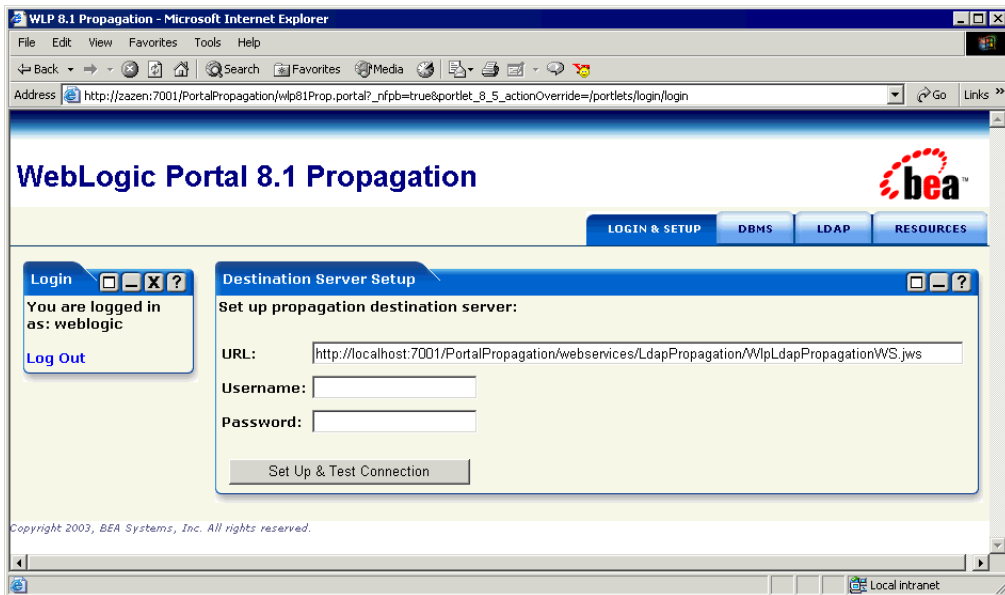 WLP 8.1 Propagation - Microsoft Internet Explorer
File Edit View Favorites Tools Help
Back Search Favorites Media
Address http://zazen:7001/PortalPropagation/wlp81Prop.portal?_nfpb=true&portlet_8_5_actionOverride=/portlets/login/login Go Links »
WebLogic Portal 8.1 Propagation
bea™
LOGIN & SETUP DBMS LDAP RESOURCES
Login
You are logged in
as: weblogic
Log Out
Destination Server Setup
Set up propagation destination server:
URL: http://localhost:7001/PortalPropagation/webservices/LdapPropagation/WlpLdapPropagationWS.jws
Username:
Password:
Set Up & Test Connection
Copyright 2003, BEA Systems, Inc. All rights reserved.
Local intranet